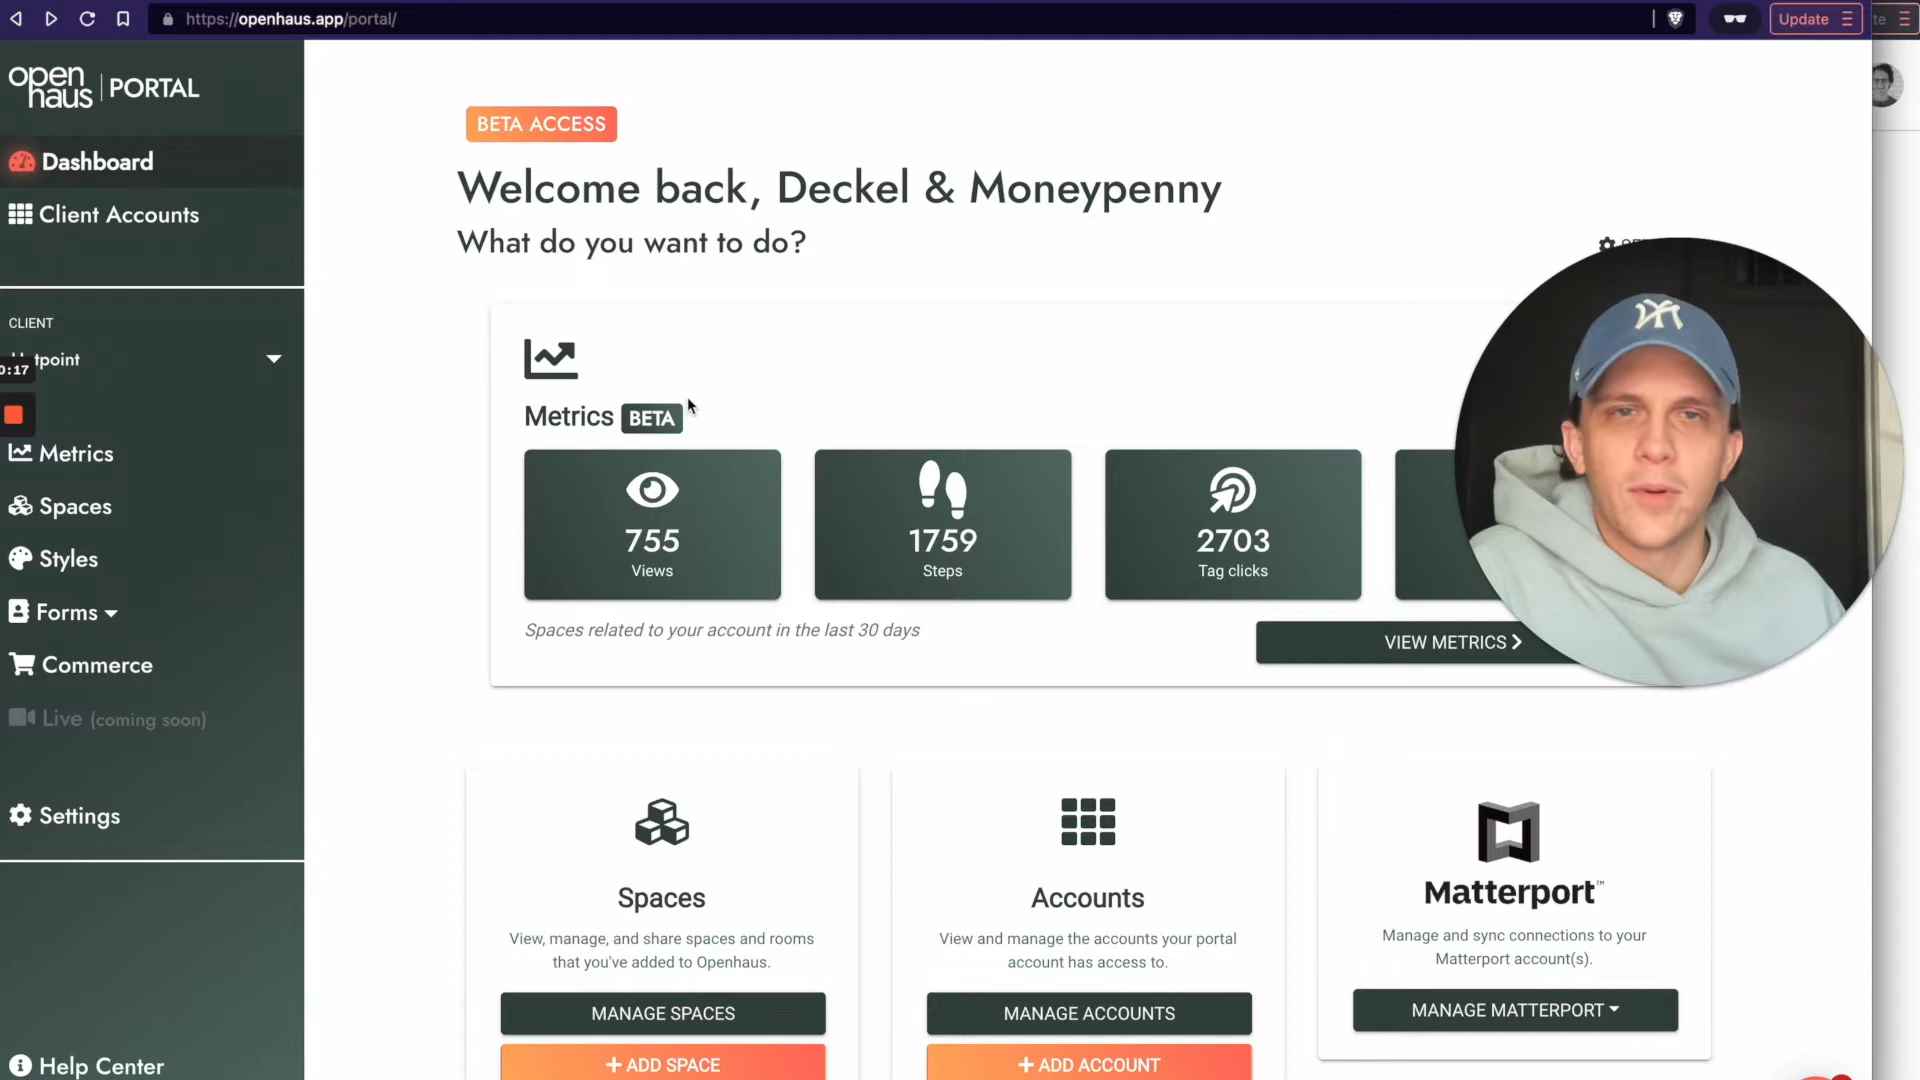 https://openhaus.app/portal/
Update
te
open
haus
PORTAL
Dashboard
Client Accounts
CLIENT
tpoint
0:17
Metrics
Spaces
Styles
Forms
Commerce
Live (coming soon)
Settings
Help Center
BETA ACCESS
Welcome back, Deckel & Moneypenny
What do you want to do?
Metrics BETA
755
Views
1759
Steps
2703
Tag clicks
Spaces related to your account in the last 30 days
VIEW METRICS
Spaces
View, manage, and share spaces and rooms
that you've added to Openhaus.
MANAGE SPACES
+ ADD SPACE
Accounts
View and manage the accounts your portal
account has access to.
MANAGE ACCOUNTS
+ ADD ACCOUNT
Matterport™
Manage and sync connections to your
Matterport account(s).
MANAGE MATTERPORT